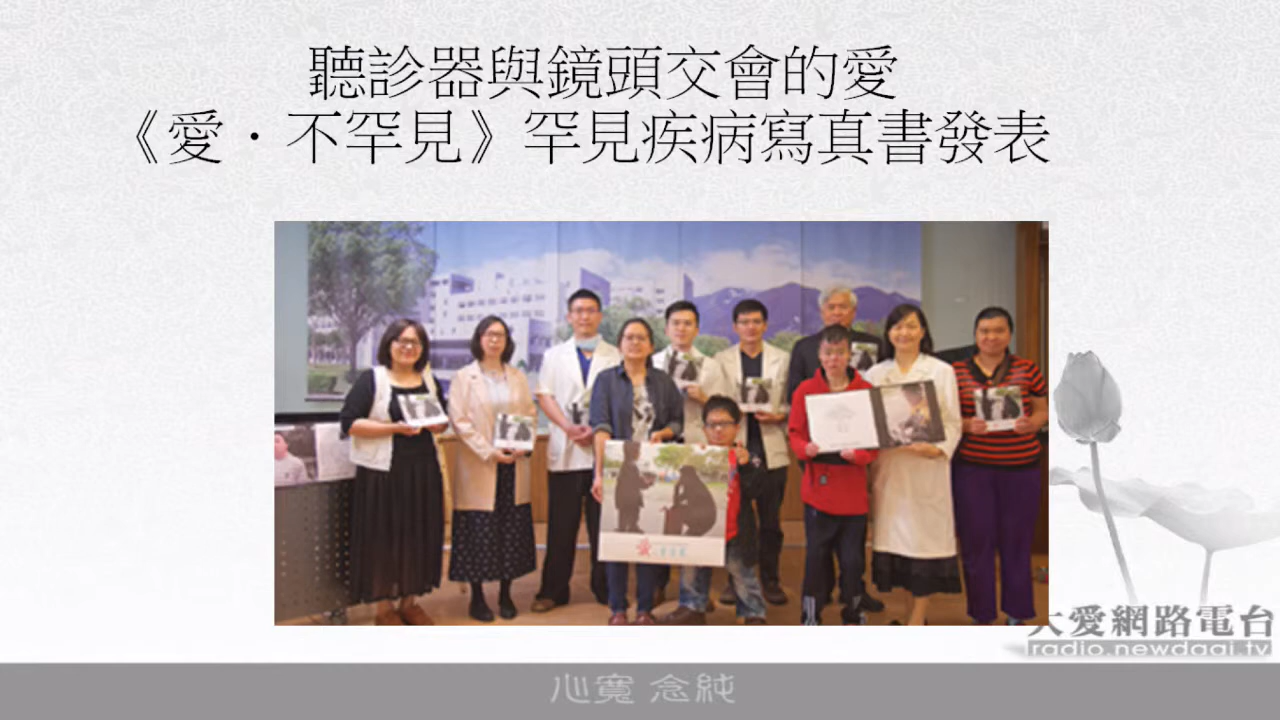 聽診器與鏡頭交會的愛
《愛．不罕見》罕見疾病寫真書發表
大愛網路電台
radio.newdaai.tv
心寬 念純